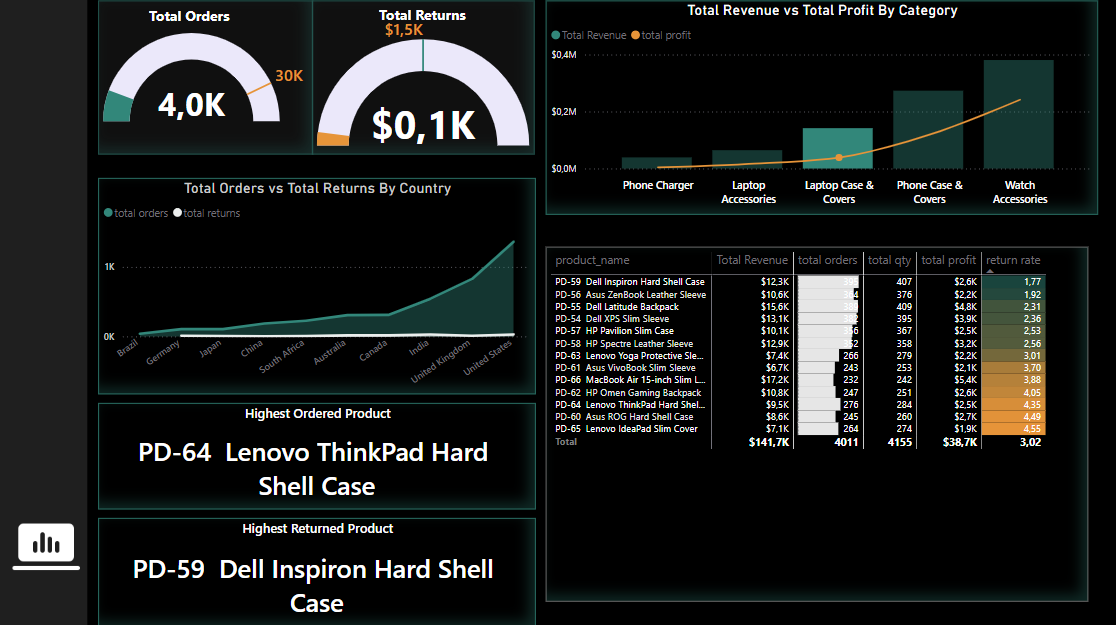 Total Orders
30K
4,0K
Total Returns
$1,5K
$0,1K
Total Revenue vs Total Profit By Category
Total Revenue total profit
$0,4M
$0,2M
$0,0M
Phone Charger
Laptop
Accessories
Laptop Case &
Covers
Phone Case &
Covers
Watch
Accessories
Total Orders vs Total Returns By Country
total orders total returns
1K
0K
Brazil
Germany
Japan
China
South Africa
Australia
Canada
India
United Kingdom
United States
Highest Ordered Product
PD-64 Lenovo ThinkPad Hard
Shell Case
Highest Returned Product
PD-59 Dell Inspiron Hard Shell
Case
product_name Total Revenue total orders total qty total profit return rate
PD-59 Dell Inspiron Hard Shell Case $12,3K 407 $2,6K 1,77
PD-56 Asus ZenBook Leather Sleeve $10,6K 376 $2,2K 1,92
PD-55 Dell Latitude Backpack $15,6K 409 $4,8K 2,31
PD-54 Dell XPS Slim Sleeve $13,1K 395 $3,9K 2,36
PD-57 HP Pavilion Slim Case $10,1K 367 $2,5K 2,53
PD-58 HP Spectre Leather Sleeve $12,9K 358 $3,2K 2,56
PD-63 Lenovo Yoga Protective Sle... $7,4K 266 279 $2,2K 3,01
PD-61 Asus VivoBook Slim Sleeve $6,7K 243 253 $2,1K 3,70
PD-66 MacBook Air 15-inch Slim L... $17,2K 232 242 $5,4K 3,88
PD-62 HP Omen Gaming Backpack $10,8K 247 251 $2,6K 4,05
PD-64 Lenovo ThinkPad Hard Shel... $9,5K 276 284 $2,5K 4,35
PD-60 Asus ROG Hard Shell Case $8,6K 245 260 $2,7K 4,49
PD-65 Lenovo IdeaPad Slim Cover $7,1K 264 274 $1,9K 4,55
Total $141,7K 4011 4155 $38,7K 3,02